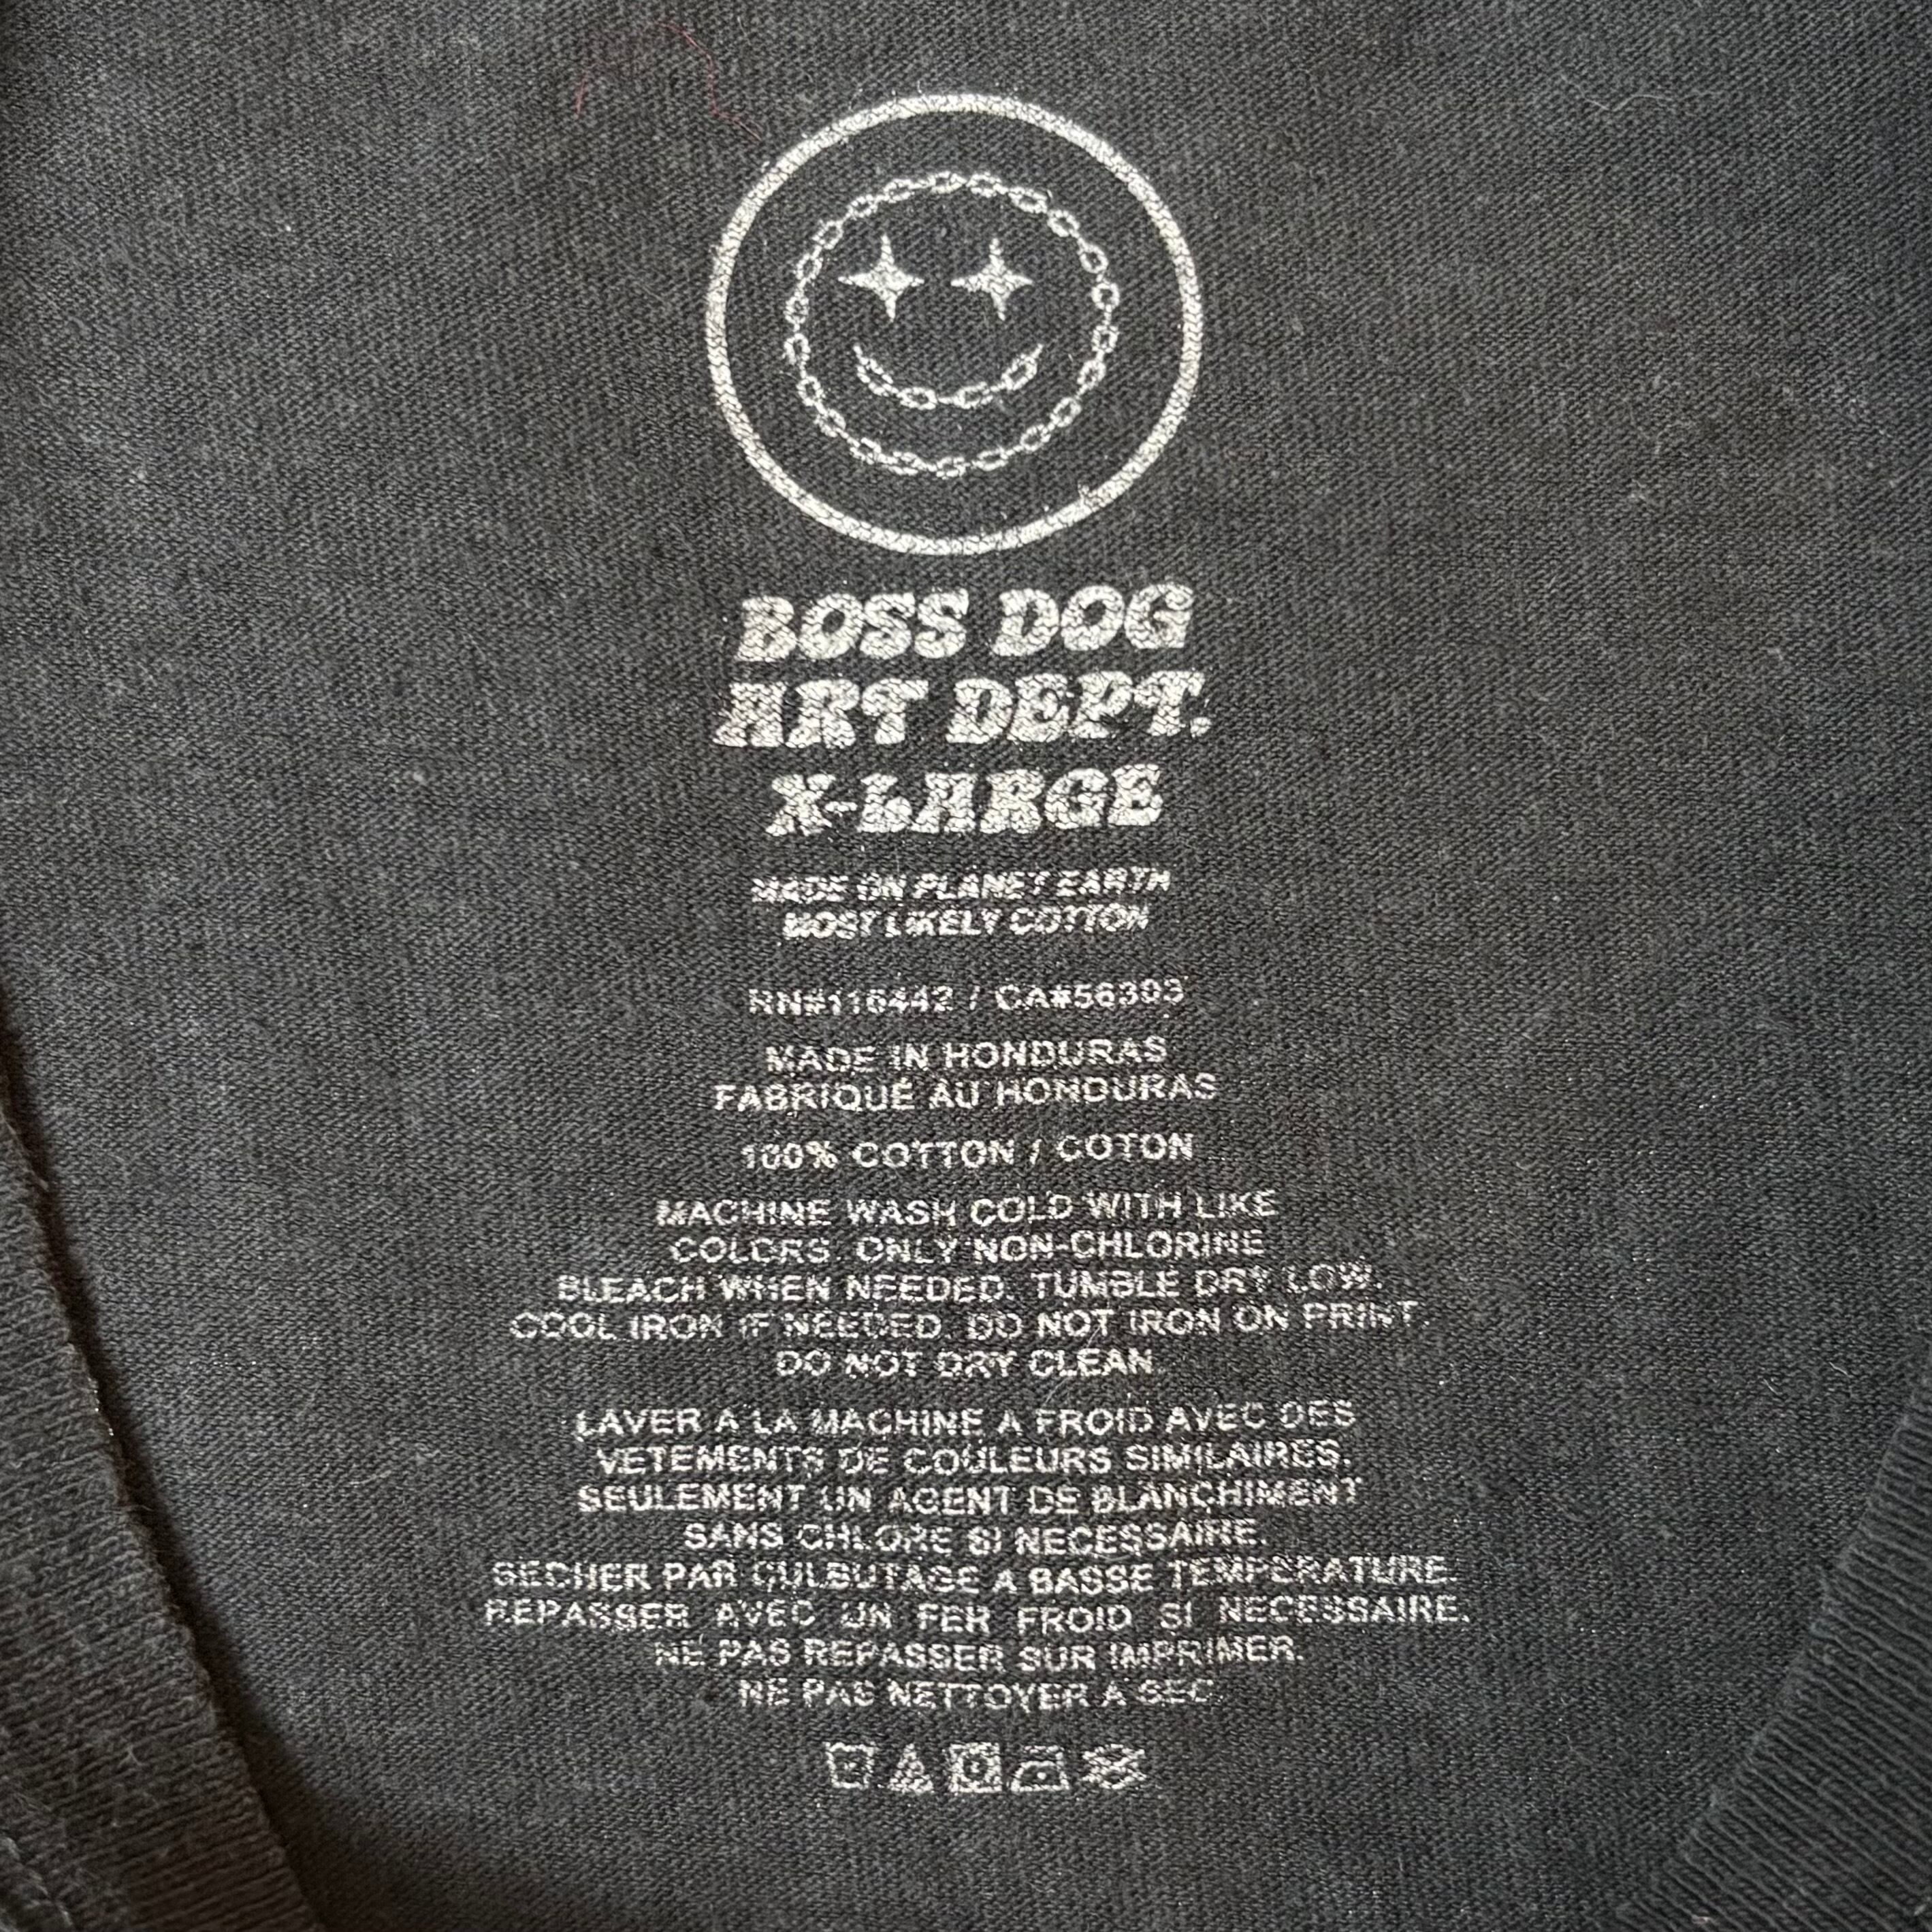 BOSS DOG
ART DEPT.
X-LARGE
MADE ON PLANET EARTH
MOST LIKELY COTTON
RN#116442 / CA#56303
MADE IN HONDURAS
FABRIQUÉ AU HONDURAS
100% COTTON / COTON
MACHINE WASH COLD WITH LIKE
COLORS. ONLY NON-CHLORINE
BLEACH WHEN NEEDED. TUMBLE DRY LOW.
COOL IRON IF NEEDED. DO NOT IRON ON PRINT.
DO NOT DRY CLEAN.
LAVER A LA MACHINE A FROID AVEC DES
VETEMENTS DE COULEURS SIMILAIRES.
SEULEMENT UN AGENT DE BLANCHIMENT
SANS CHLORE SI NECESSAIRE.
SECHER PAR CULBUTAGE A BASSE TEMPERATURE.
REPASSER AVEC UN FER FROID SI NECESSAIRE.
NE PAS REPASSER SUR IMPRIMER.
NE PAS NETTOYER A SEC.